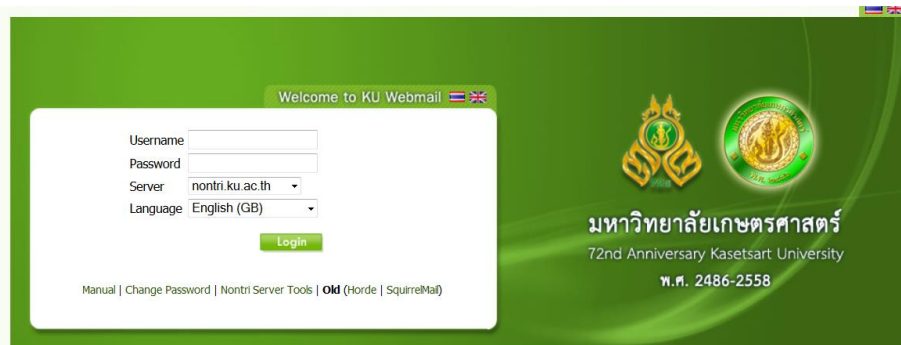 Welcome to KU Webmail
Username
Password
Server nontri.ku.ac.th
Language English (GB)
Login
Manual | Change Password | Nontri Server Tools | Old (Horde | SquirrelMail)
มหาวิทยาลัยเกษตรศาสตร์
72nd Anniversary Kasetsart University
พ.ศ. 2486-2558